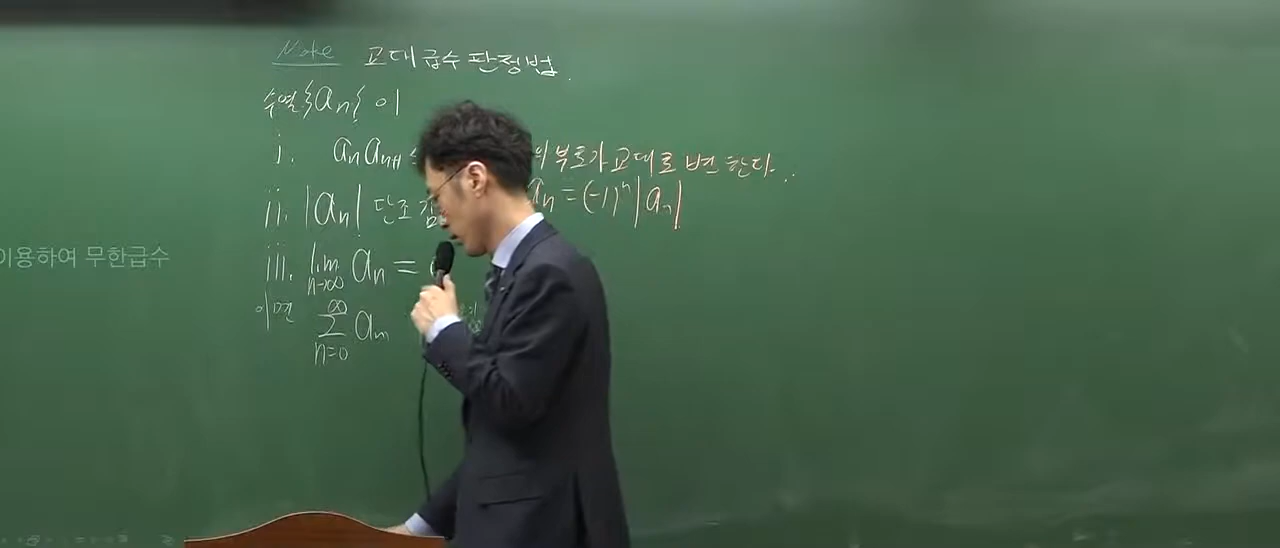 Note 교대급수판정법.
수열{aₙ}이
i. aₙaₙ₊₁ 의 부호가 교대로 변한다.
ii. |aₙ| 단조 감 aₙ = (-1)ⁿ|aₙ|
이용하여 무한급수
iii. lim n→∞ aₙ =
이면 ∞ Σ n=0 aₙ